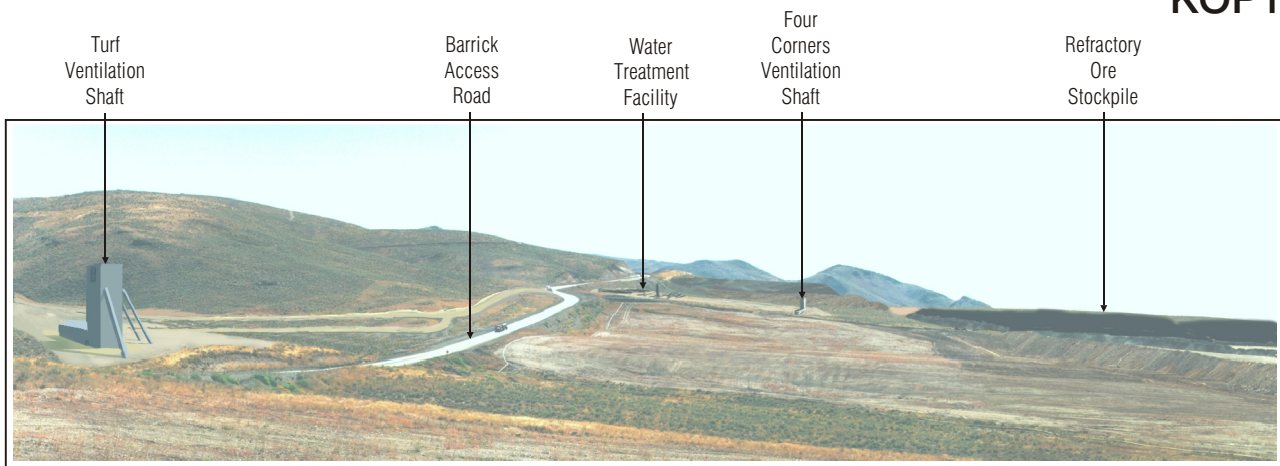 Turf
Ventilation
Shaft
Barrick
Access
Road
Water
Treatment
Facility
Four
Corners
Ventilation
Shaft
Refractory
Ore
Stockpile